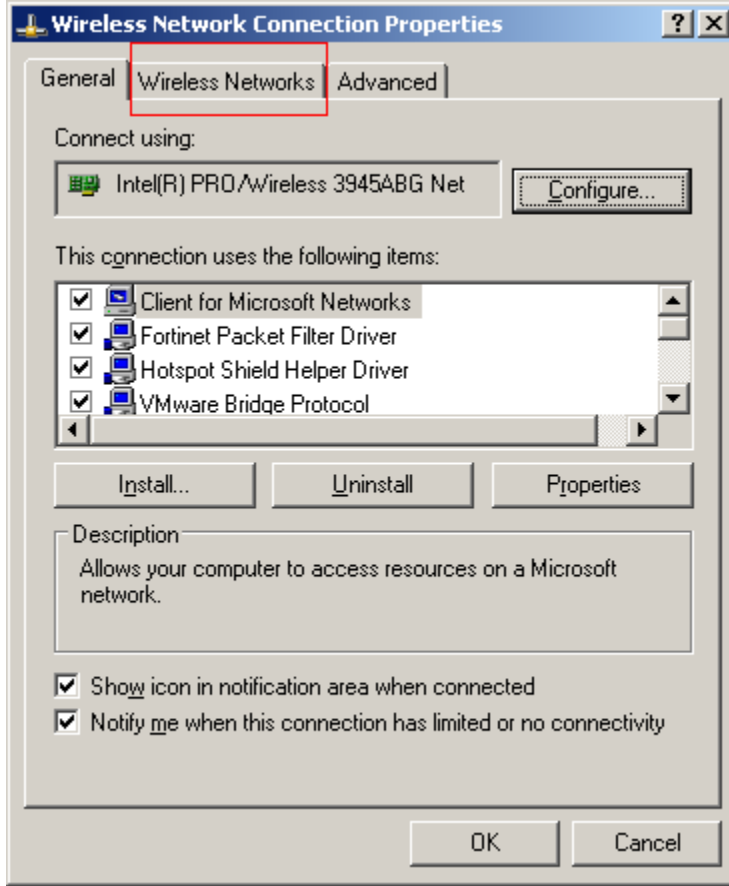 Wireless Network Connection Properties
General Wireless Networks Advanced
Connect using:
Intel(R) PRO/Wireless 3945ABG Net
Configure...
This connection uses the following items:
Client for Microsoft Networks
Fortinet Packet Filter Driver
Hotspot Shield Helper Driver
VMware Bridge Protocol
Install... Uninstall Properties
Description
Allows your computer to access resources on a Microsoft
network.
Show icon in notification area when connected
Notify me when this connection has limited or no connectivity
OK Cancel